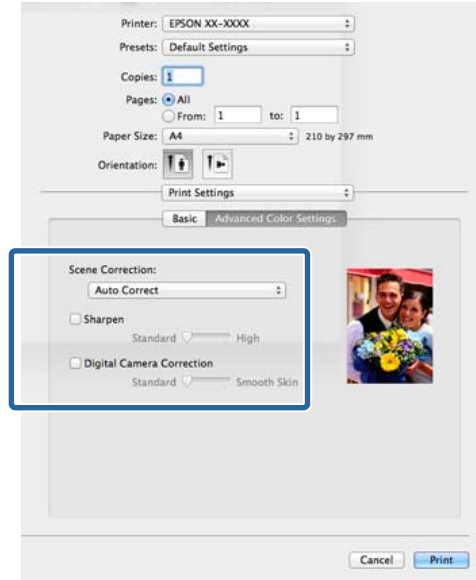 Printer: EPSON XX-XXXX
Presets: Default Settings
Copies: 1
Pages: All
From: 1 to: 1
Paper Size: A4 210 by 297 mm
Orientation:
Print Settings
Basic Advanced Color Settings
Scene Correction:
Auto Correct
Sharpen
Standard High
Digital Camera Correction
Standard Smooth Skin
Cancel Print